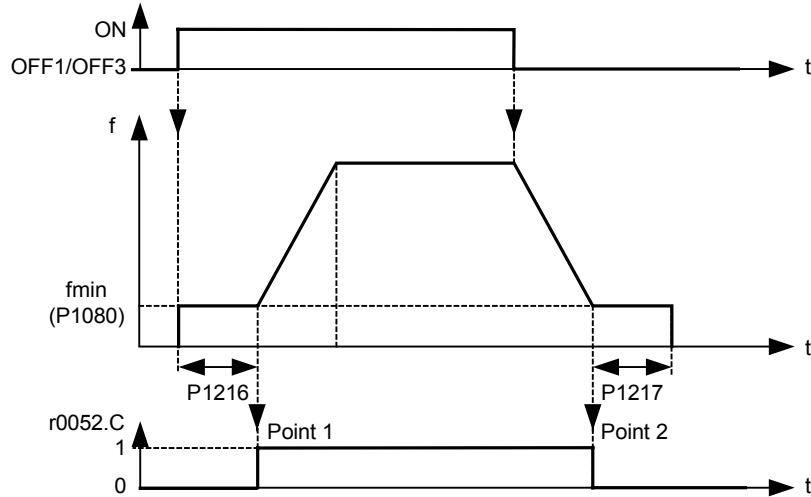 ON
OFF1/OFF3
t
f
fmin
(P1080)
t
P1216
P1217
r0052.C
1
Point 1
Point 2
0
t